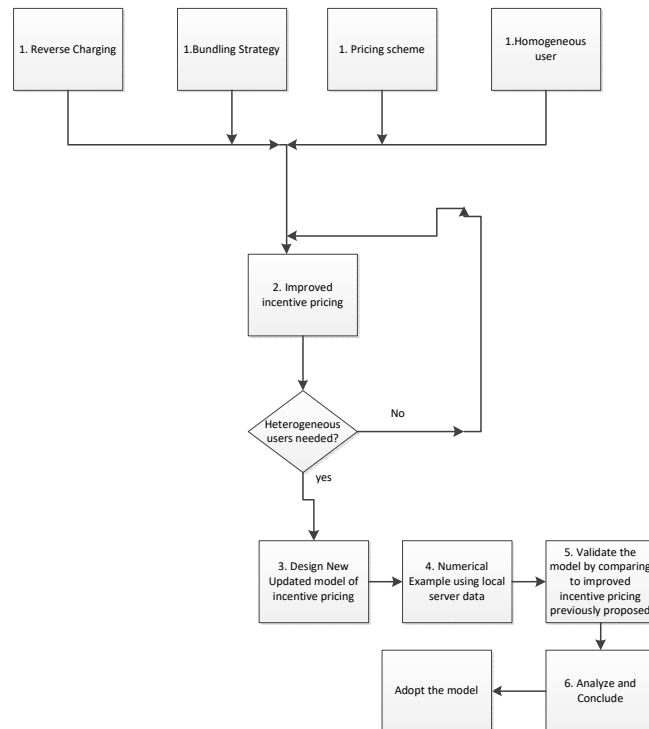 1. Reverse Charging
1.Bundling Strategy
1. Pricing scheme
1.Homogeneous
user
2. Improved
incentive pricing
Heterogeneous
users needed?
No
yes
3. Design New
Updated model of
incentive pricing
4. Numerical
Example using local
server data
5. Validate the
model by comparing
to improved
incentive pricing
previously proposed
Adopt the model
6. Analyze and
Conclude